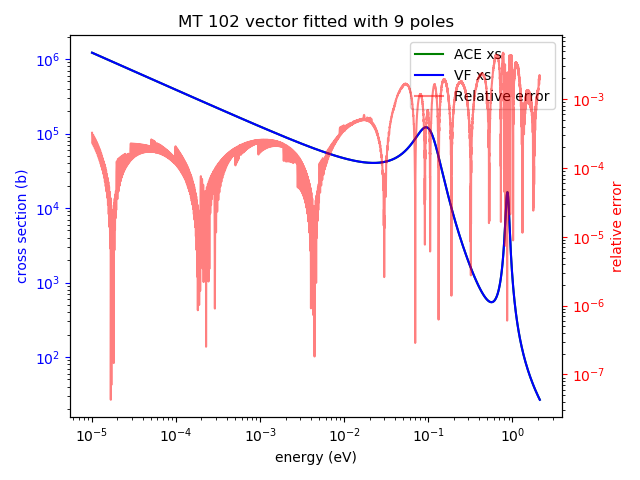 MT 102 vector fitted with 9 poles
ACE xs
VF xs
Relative error
cross section (b)
10^6
10^5
10^4
10^3
10^2
10^-3
10^-4
10^-5
10^-6
10^-7
relative error
10^-5 10^-4 10^-3 10^-2 10^-1 10^0
energy (eV)